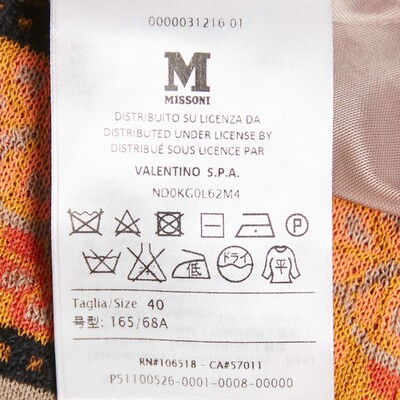 0000031216 01
M
MISSONI
DISTRIBUITO SU LICENZA DA
DISTRIBUTED UNDER LICENSE BY
DISTRIBUÉ SOUS LICENCE PAR
VALENTINO S.P.A.
ND0KG0L62M4
P
低 ドライ 平
Taglia/Size 40
号型: 165/68A
RN#106518 - CA#57011
P51100526-0001-0008-00000